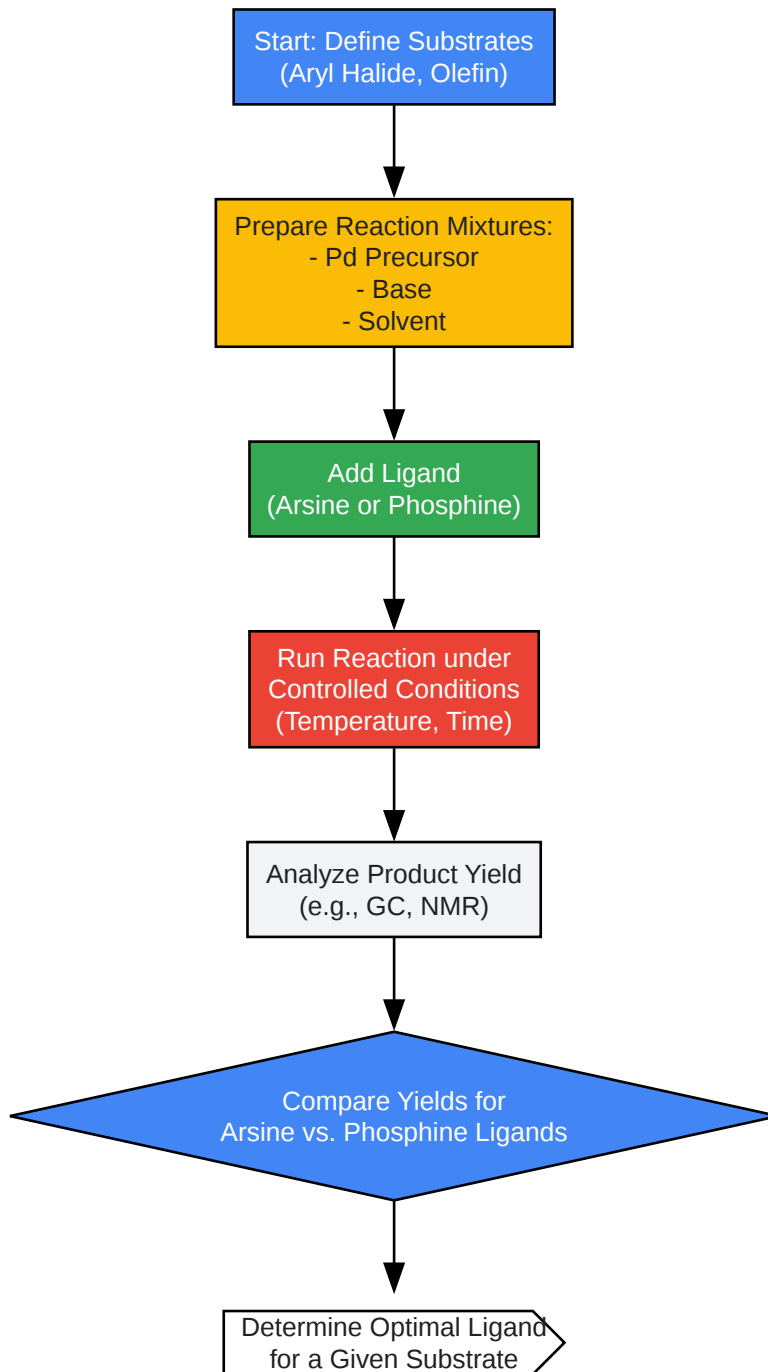 Start: Define Substrates
(Aryl Halide, Olefin)
Prepare Reaction Mixtures:
- Pd Precursor
- Base
- Solvent
Add Ligand
(Arsine or Phosphine)
Run Reaction under
Controlled Conditions
(Temperature, Time)
Analyze Product Yield
(e.g., GC, NMR)
Compare Yields for
Arsine vs. Phosphine Ligands
Determine Optimal Ligand
for a Given Substrate